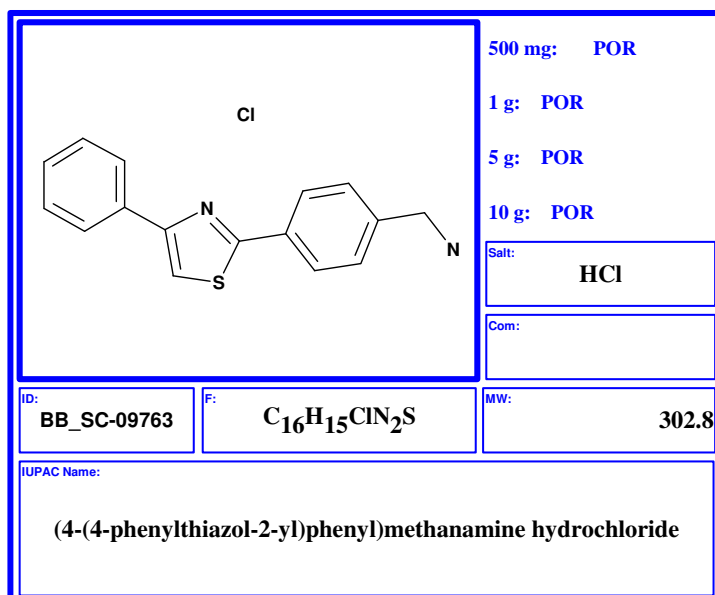 500 mg: POR
1 g: POR
5 g: POR
10 g: POR
Cl
N
S
N
Salt:
HCl
Com:
ID:
BB_SC-09763
F:
C16H15ClN2S
MW:
302.8
IUPAC Name:
(4-(4-phenylthiazol-2-yl)phenyl)methanamine hydrochloride